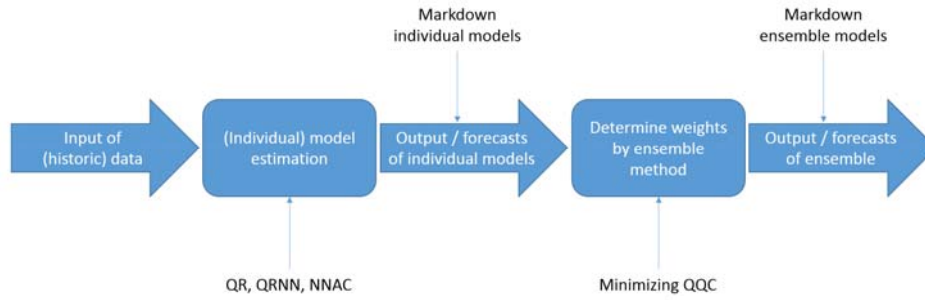 Markdown
individual models
Markdown
ensemble models
Input of
(historic) data
(Individual) model
estimation
Output / forecasts
of individual models
Determine weights
by ensemble
method
Output / forecasts
of ensemble
QR, QRNN, NNAC
Minimizing QQC